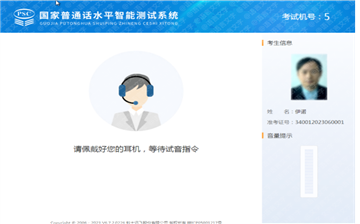 PSC
国家普通话水平智能测试系统
GUOJIA PUTONGHUA SHUIPING ZHINENG CESHI XITONG
考试机号：5
考生信息
姓名：伊诺
准考证号：340012023060001
音量提示
请佩戴好您的耳机，等待试音指令